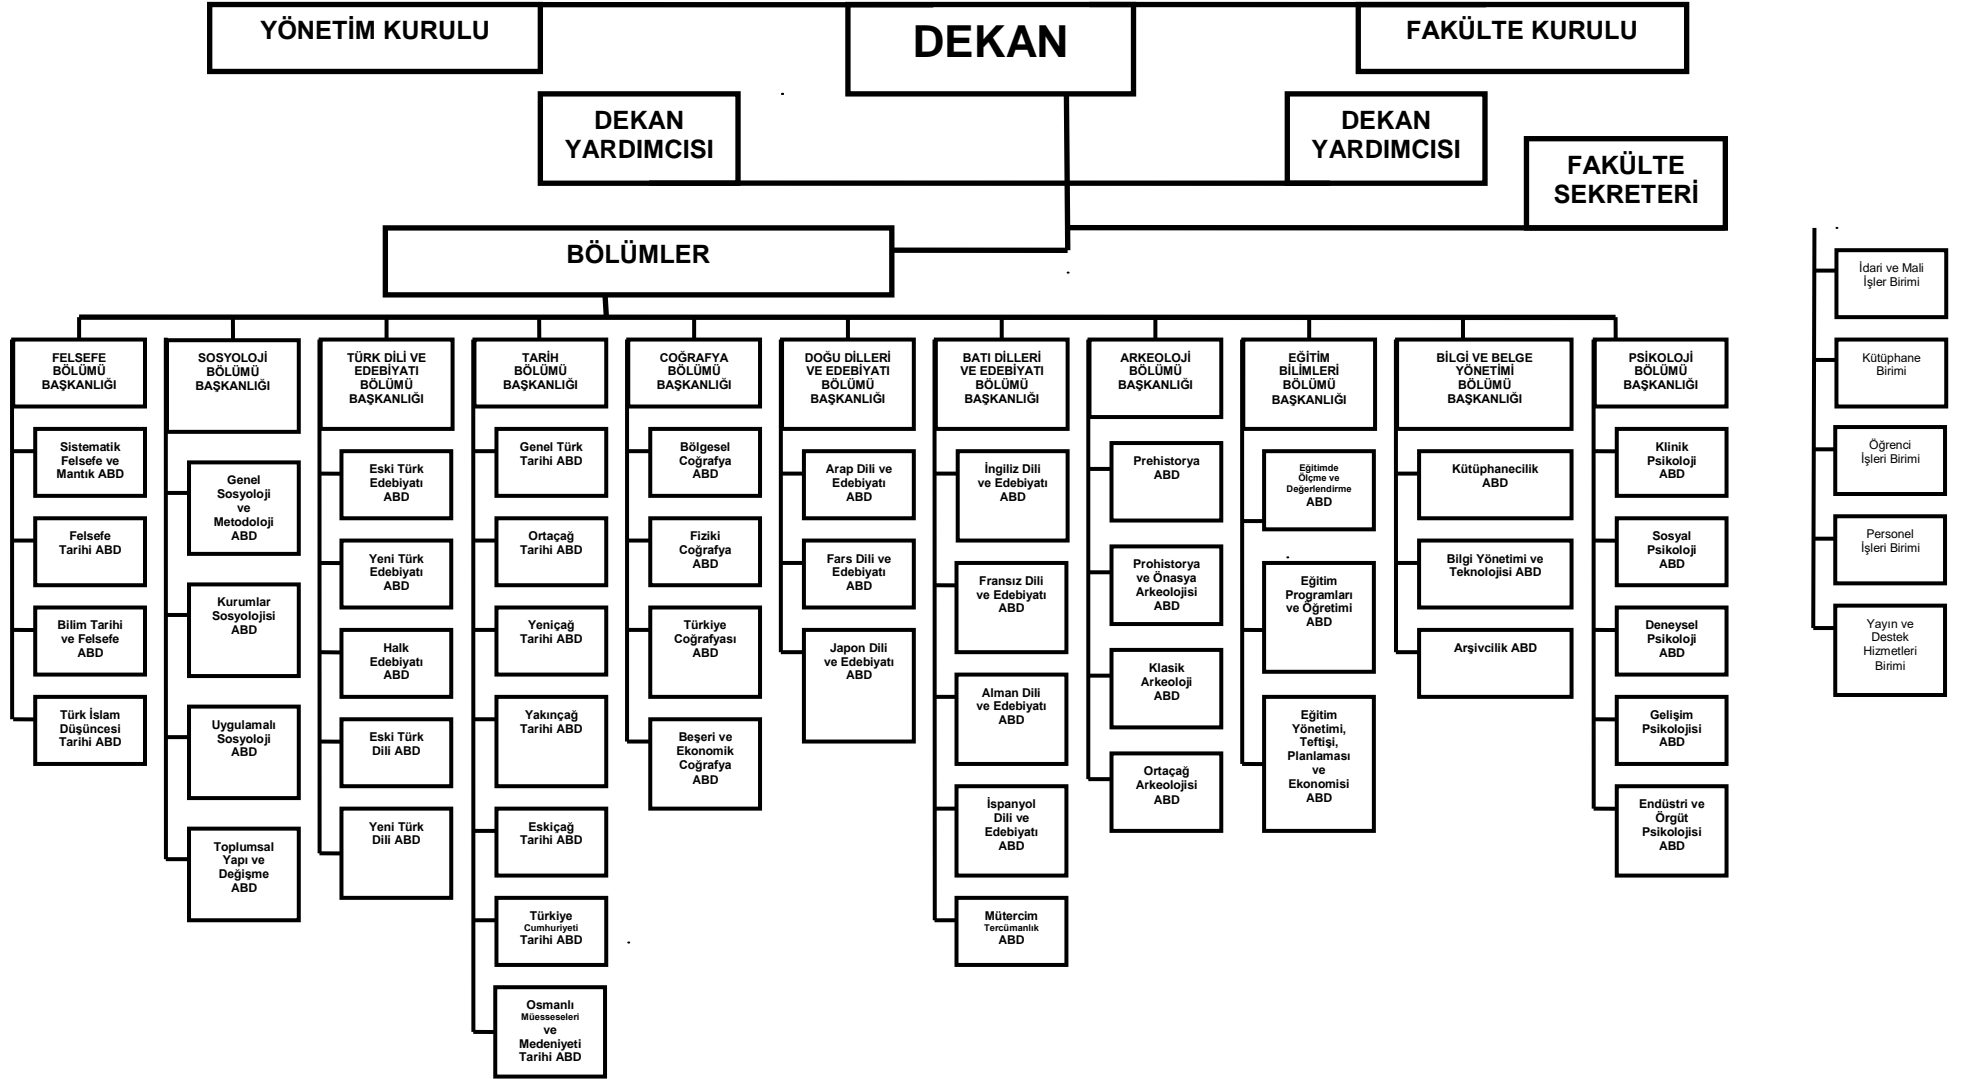 YÖNETİM KURULU
DEKAN
FAKÜLTE KURULU
DEKAN
YARDIMCISI
DEKAN
YARDIMCISI
FAKÜLTE
SEKRETERİ
BÖLÜMLER
FELSEFE
BÖLÜMÜ
BAŞKANLIĞI
Sistematik
Felsefe ve
Mantık ABD
Felsefe
Tarihi ABD
Bilim Tarihi
ve Felsefe
ABD
Türk İslam
Düşüncesi
Tarihi ABD
SOSYOLOJİ
BÖLÜMÜ
BAŞKANLIĞI
Genel
Sosyoloji
ve
Metodoloji
ABD
Kurumlar
Sosyolojisi
ABD
Uygulamalı
Sosyoloji
ABD
Toplumsal
Yapı ve
Değişme
ABD
TÜRK DİLİ VE
EDEBİYATI
BÖLÜMÜ
BAŞKANLIĞI
Eski Türk
Edebiyatı
ABD
Yeni Türk
Edebiyatı
ABD
Halk
Edebiyatı
ABD
Eski Türk
Dili ABD
Yeni Türk
Dili ABD
TARİH
BÖLÜMÜ
BAŞKANLIĞI
Genel Türk
Tarihi ABD
Ortaçağ
Tarihi ABD
Yeniçağ
Tarihi ABD
Yakınçağ
Tarihi ABD
Eskiçağ
Tarihi ABD
Türkiye
Cumhuriyeti
Tarihi ABD
Osmanlı
Müesseseleri
ve
Medeniyeti
Tarihi ABD
COĞRAFYA
BÖLÜMÜ
BAŞKANLIĞI
Bölgesel
Coğrafya
ABD
Fiziki
Coğrafya
ABD
Türkiye
Coğrafyası
ABD
Beşeri ve
Ekonomik
Coğrafya
ABD
DOĞU DİLLERİ
VE EDEBİYATI
BÖLÜMÜ
BAŞKANLIĞI
Arap Dili ve
Edebiyatı
ABD
Fars Dili ve
Edebiyatı
ABD
Japon Dili
ve Edebiyatı
ABD
BATI DİLLERİ
VE EDEBİYATI
BÖLÜMÜ
BAŞKANLIĞI
İngiliz Dili
ve Edebiyatı
ABD
Fransız Dili
ve Edebiyatı
ABD
Alman Dili
ve Edebiyatı
ABD
İspanyol
Dili ve
Edebiyatı
ABD
Mütercim
Tercümanlık
ABD
ARKEOLOJİ
BÖLÜMÜ
BAŞKANLIĞI
Prehistorya
ABD
Prohistorya
ve Önasya
Arkeolojisi
ABD
Klasik
Arkeoloji
ABD
Ortaçağ
Arkeolojisi
ABD
EĞİTİM
BİLİMLERİ
BÖLÜMÜ
BAŞKANLIĞI
Eğitimde
Ölçme ve
Değerlendirme
ABD
Eğitim
Programları
ve Öğretimi
ABD
Eğitim
Yönetimi,
Teftişi,
Planlaması
ve
Ekonomisi
ABD
BİLGİ VE BELGE
YÖNETİMİ
BÖLÜMÜ
BAŞKANLIĞI
Kütüphanecilik
ABD
Bilgi Yönetimi ve
Teknolojisi ABD
Arşivcilik ABD
PSİKOLOJİ
BÖLÜMÜ
BAŞKANLIĞI
Klinik
Psikoloji
ABD
Sosyal
Psikoloji
ABD
Deneysel
Psikoloji
ABD
Gelişim
Psikolojisi
ABD
Endüstri ve
Örgüt
Psikolojisi
ABD
İdari ve Mali
İşler Birimi
Kütüphane
Birimi
Öğrenci
İşleri Birimi
Personel
İşleri Birimi
Yayın ve
Destek
Hizmetleri
Birimi